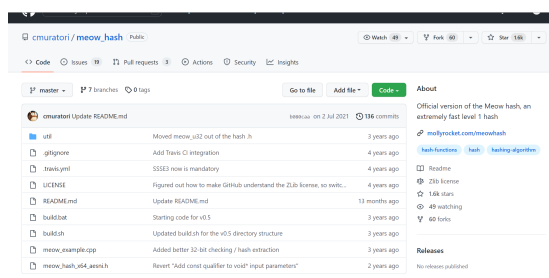 cmuratori / meow_hash Public
Watch 49
Fork 60
Star 1.6k
Code
Issues 19
Pull requests 3
Actions
Security
Insights
master
7 branches
0 tags
Go to file
Add file
Code
cmuratori Update README.md
on 2 Jul 2021
136 commits
util Moved meow_u32 out of the hash .h 3 years ago
.gitignore Add Travis CI integration 4 years ago
.travis.yml SSSE3 now is mandatory 4 years ago
LICENSE Figured out how to make GitHub understand the ZLib license, so switc... 4 years ago
README.md Update README.md 13 months ago
build.bat Starting code for v0.5 3 years ago
build.sh Updated build.sh for the v0.5 directory structure 3 years ago
meow_example.cpp Added better 32-bit checking / hash extraction 3 years ago
meow_hash_x64_aesni.h Revert "Add const qualifier to void* input parameters" 2 years ago
About
Official version of the Meow hash, an
extremely fast level 1 hash
mollyrocket.com/meowhash
hash-functions hash hashing-algorithm
Readme
Zlib license
1.6k stars
49 watching
60 forks
Releases
No releases published